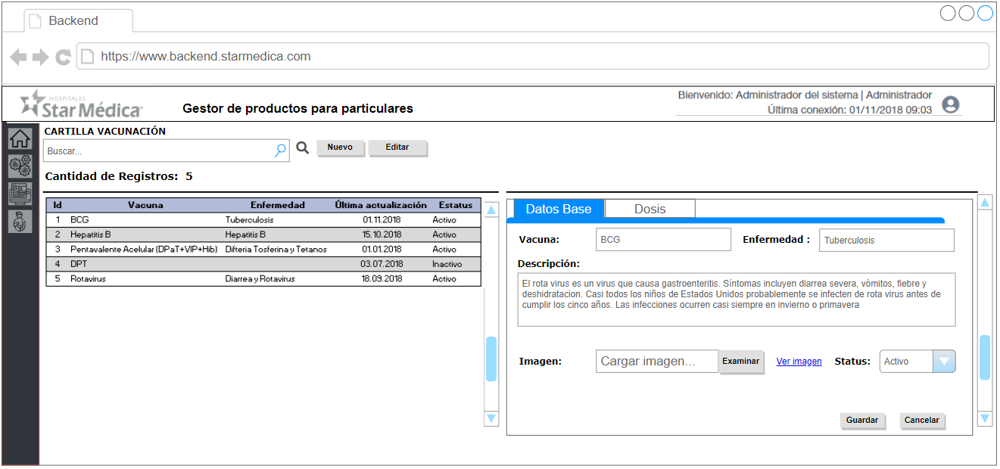 Backend
https://www.backend.starmedica.com
HOSPITALES
Star Médica
Gestor de productos para particulares
Bienvenido: Administrador del sistema | Administrador
Última conexión: 01/11/2018 09:03
CARTILLA VACUNACIÓN
Buscar...
Nuevo
Editar
Cantidad de Registros: 5
Id Vacuna Enfermedad Última actualización Estatus
1 BCG Tuberculosis 01.11.2018 Activo
2 Hepatitis B Hepatitis B 15.10.2018 Activo
3 Pentavalente Acelular (DPaT+VIP+Hib) Difteria Tosferina y Tetanos 01.01.2018 Activo
4 DPT 03.07.2018 Inactivo
5 Rotavirus Diarrea y Rotavirus 18.09.2018 Activo
Datos Base Dosis
Vacuna: BCG Enfermedad : Tuberculosis
Descripción:
El rota virus es un virus que causa gastroenteritis. Síntomas incluyen diarrea severa, vómitos, fiebre y
deshidratacion. Casi todos los niños de Estados Unidos probablemente se infecten de rota virus antes de
cumplir los cinco años. Las infecciones ocurren casi siempre en invierno o primavera
Imagen: Cargar imagen... Examinar Ver imagen Status: Activo
Guardar Cancelar